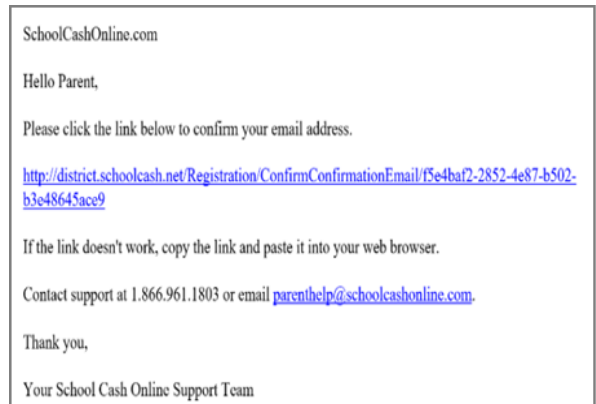 SchoolCashOnline.com
Hello Parent,
Please click the link below to confirm your email address.
http://district.schoolcash.net/Registration/ConfirmConfirmationEmail/f5e4baf2-2852-4e87-b502-
b3e48645ace9
If the link doesn't work, copy the link and paste it into your web browser.
Contact support at 1.866.961.1803 or email parenthelp@schoolcashonline.com.
Thank you,
Your School Cash Online Support Team